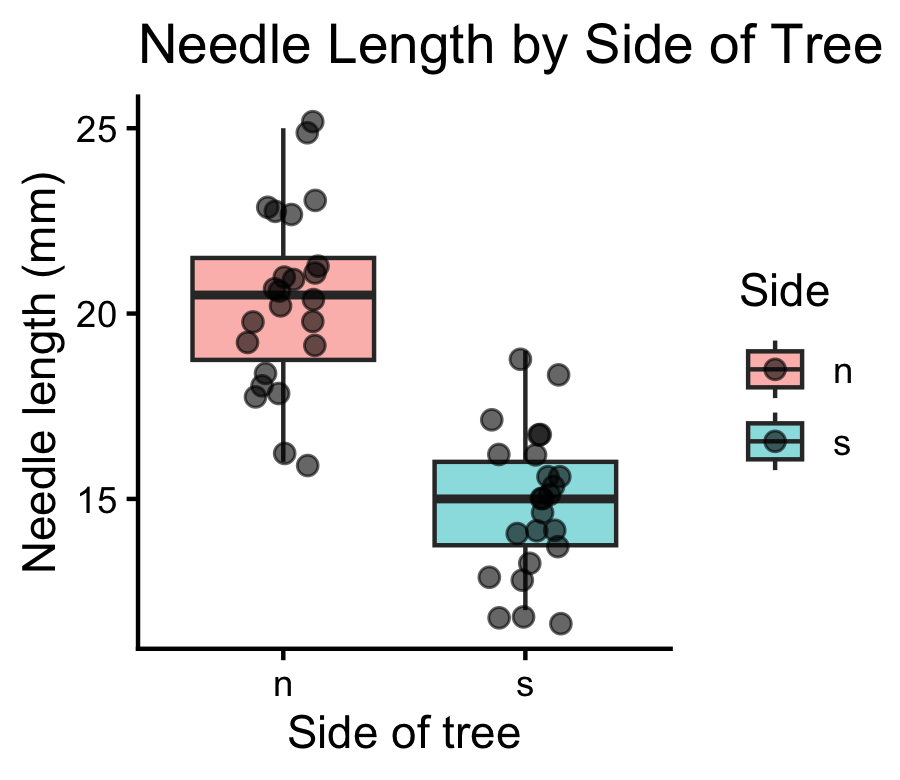 Needle Length by Side of Tree
Needle length (mm)
25
20
15
n
s
Side of tree
Side
n
s